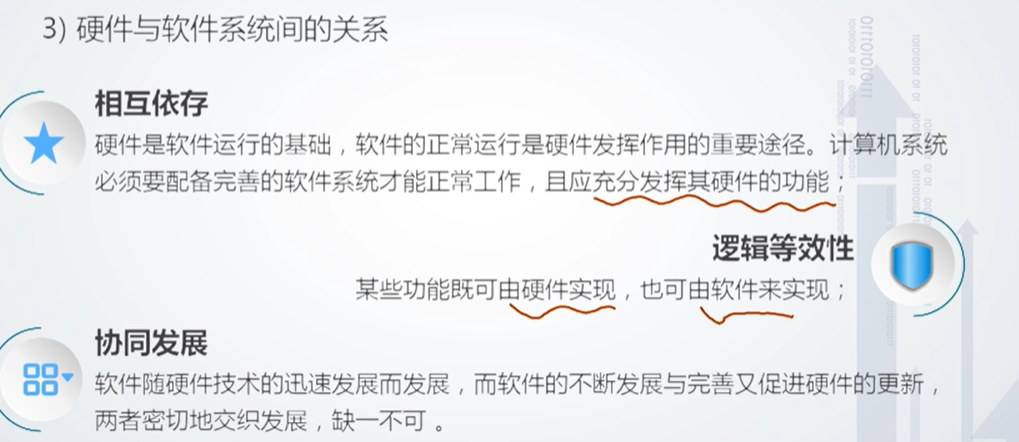 3) 硬件与软件系统间的关系
相互依存
硬件是软件运行的基础，软件的正常运行是硬件发挥作用的重要途径。计算机系统
必须要配备完善的软件系统才能正常工作，且应充分发挥其硬件的功能；
逻辑等效性
某些功能既可由硬件实现，也可由软件来实现；
协同发展
软件随硬件技术的迅速发展而发展，而软件的不断发展与完善又促进硬件的更新，
两者密切地交织发展，缺一不可 。